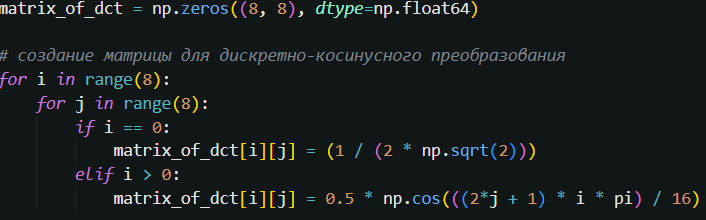 matrix_of_dct = np.zeros((8, 8), dtype=np.float64)
# создание матрицы для дискретно-косинусного преобразования
for i in range(8):
    for j in range(8):
        if i == 0:
            matrix_of_dct[i][j] = (1 / (2 * np.sqrt(2)))
        elif i > 0:
            matrix_of_dct[i][j] = 0.5 * np.cos(((2*j + 1) * i * pi) / 16)